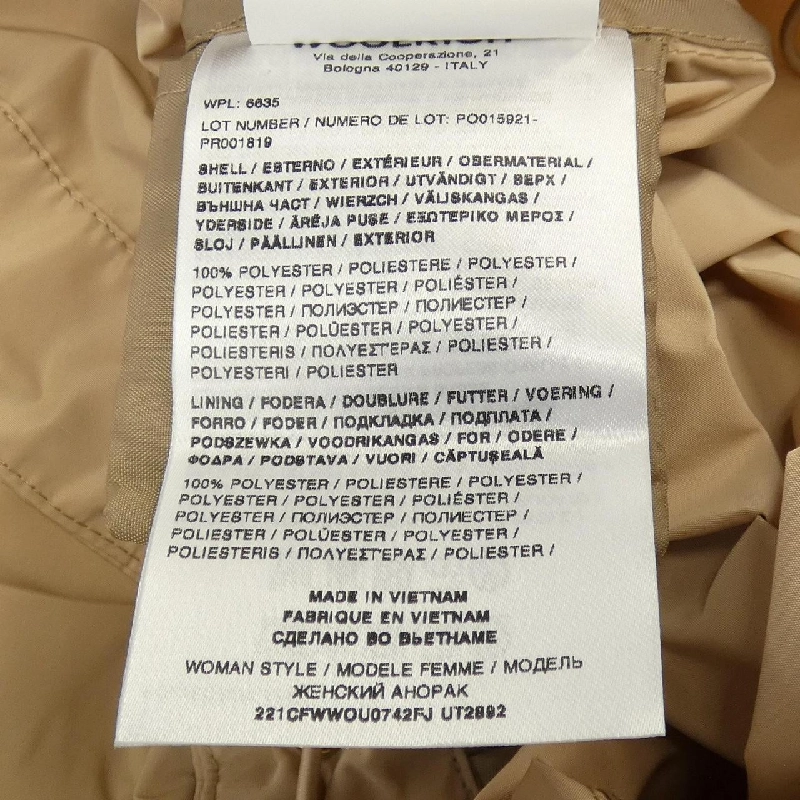 WOOLRICH
Via della Cooperazione, 21
Bologna 40129 - ITALY
WPL: 6635
LOT NUMBER / NUMERO DE LOT: PO015921-
PR001819
SHELL / ESTERNO / EXTÉRIEUR / OBERMATERIAL /
BUITENKANT / EXTERIOR / UTVÄNDIGT / ВЕРХ /
ВЪНШНА ЧАСТ / WIERZCH / VÄLISKANGAS /
YDERSIDE / ĀRĒJA PUSE / ΕΞΩΤΕΡΙΚΟ ΜΕΡΟΣ /
SLOJ / PÄÄLLINEN / EXTERIOR
100% POLYESTER / POLIESTERE / POLYESTER /
POLYESTER / POLYESTER / POLIÉSTER /
POLYESTER / ПОЛИЭСТЕР / ПОЛИЕСТЕР /
POLIESTER / POLÜESTER / POLYESTER /
POLIESTERIS / ΠΟΛΥΕΣΤΕΡΑΣ / POLIESTER /
POLYESTERI / POLIESTER
LINING / FODERA / DOUBLURE / FUTTER / VOERING /
FORRO / FODER / ПОДКЛАДКА / ПОДПЛАТА /
PODSZEWKA / VOODRIKANGAS / FOR / ODERE /
ΦΟΔΡΑ / PODSTAVA / VUORI / CĂPTUŞEALĂ
100% POLYESTER / POLIESTERE / POLYESTER /
POLYESTER / POLYESTER / POLIÉSTER /
POLYESTER / ПОЛИЭСТЕР / ПОЛИЕСТЕР /
POLIESTER / POLÜESTER / POLYESTER /
POLIESTERIS / ΠΟΛΥΕΣΤΕΡΑΣ / POLIESTER /
MADE IN VIETNAM
FABRIQUE EN VIETNAM
СДЕЛАНО ВО ВЬЕТНАМЕ
WOMAN STYLE / MODELE FEMME / МОДЕЛЬ
ЖЕНСКИЙ АНОРАК
221CFWWOU0742FJ UT2892